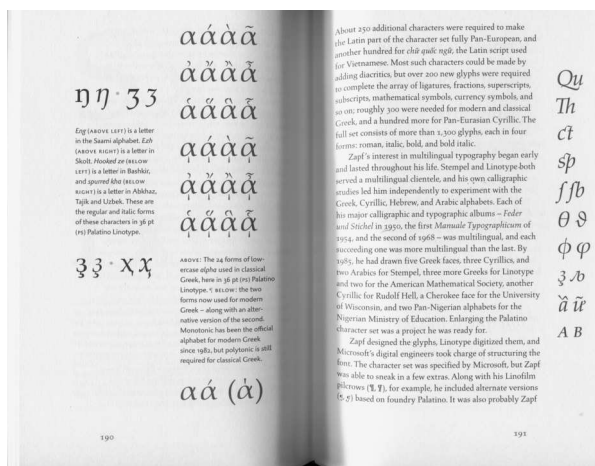 Ŋ ŋ · Ʒ ʒ
Eng (ABOVE LEFT) is a letter
in the Saami alphabet. Ezh
(ABOVE RIGHT) is a letter in
Skolt. Hooked ze (BELOW
LEFT) is a letter in Bashkir,
and spurred kha (BELOW
RIGHT) is a letter in Abkhaz,
Tajik and Uzbek. These are
the regular and italic forms
of these characters in 36 pt
(PS) Palatino Linotype.
ҙ ҙ · ҳ ҳ
αάὰᾶ
ἀἄἂἆ
ἁἅἃἇ
ᾳᾴᾲᾷ
ᾀᾄᾂᾆ
ᾁᾅᾃᾇ
ABOVE: The 24 forms of low-
ercase alpha used in classical
Greek, here in 36 pt (PS) Palatino
Linotype. ¶ BELOW: the two
forms now used for modern
Greek – along with an alter-
native version of the second.
Monotonic has been the official
alphabet for modern Greek
since 1982, but polytonic is still
required for classical Greek.
αά (ἀ)
190
About 250 additional characters were required to make
the Latin part of the character set fully Pan-European, and
another hundred for chữ quốc ngữ, the Latin script used
for Vietnamese. Most such characters could be made by
adding diacritics, but over 200 new glyphs were required
to complete the array of ligatures, fractions, superscripts,
subscripts, mathematical symbols, currency symbols, and
so on; roughly 300 were needed for modern and classical
Greek, and a hundred more for Pan-Eurasian Cyrillic. The
full set consists of more than 1,300 glyphs, each in four
forms: roman, italic, bold, and bold italic.
Zapf's interest in multilingual typography began early
and lasted throughout his life. Stempel and Linotype both
served a multilingual clientele, and his own calligraphic
studies led him independently to experiment with the
Greek, Cyrillic, Hebrew, and Arabic alphabets. Each of
his major calligraphic and typographic albums – Feder
und Stichel in 1950, the first Manuale Typographicum of
1954, and the second of 1968 – was multilingual, and each
succeeding one was more multilingual than the last. By
1985, he had drawn five Greek faces, three Cyrillics, and
two Arabics for Stempel, three more Greeks for Linotype
and two for the American Mathematical Society, another
Cyrillic for Rudolf Hell, a Cherokee face for the University
of Wisconsin, and two Pan-Nigerian alphabets for the
Nigerian Ministry of Education. Enlarging the Palatino
character set was a project he was ready for.
Zapf designed the glyphs, Linotype digitized them, and
Microsoft's digital engineers took charge of structuring the
font. The character set was specified by Microsoft, but Zapf
was able to sneak in a few extras. Along with his Linofilm
pilcrows (¶, ¶), for example, he included alternate versions
based on foundry Palatino. It was also probably Zapf
Qu
Th
ct
sp
ffb
θ ϑ
φ φ
A B
191